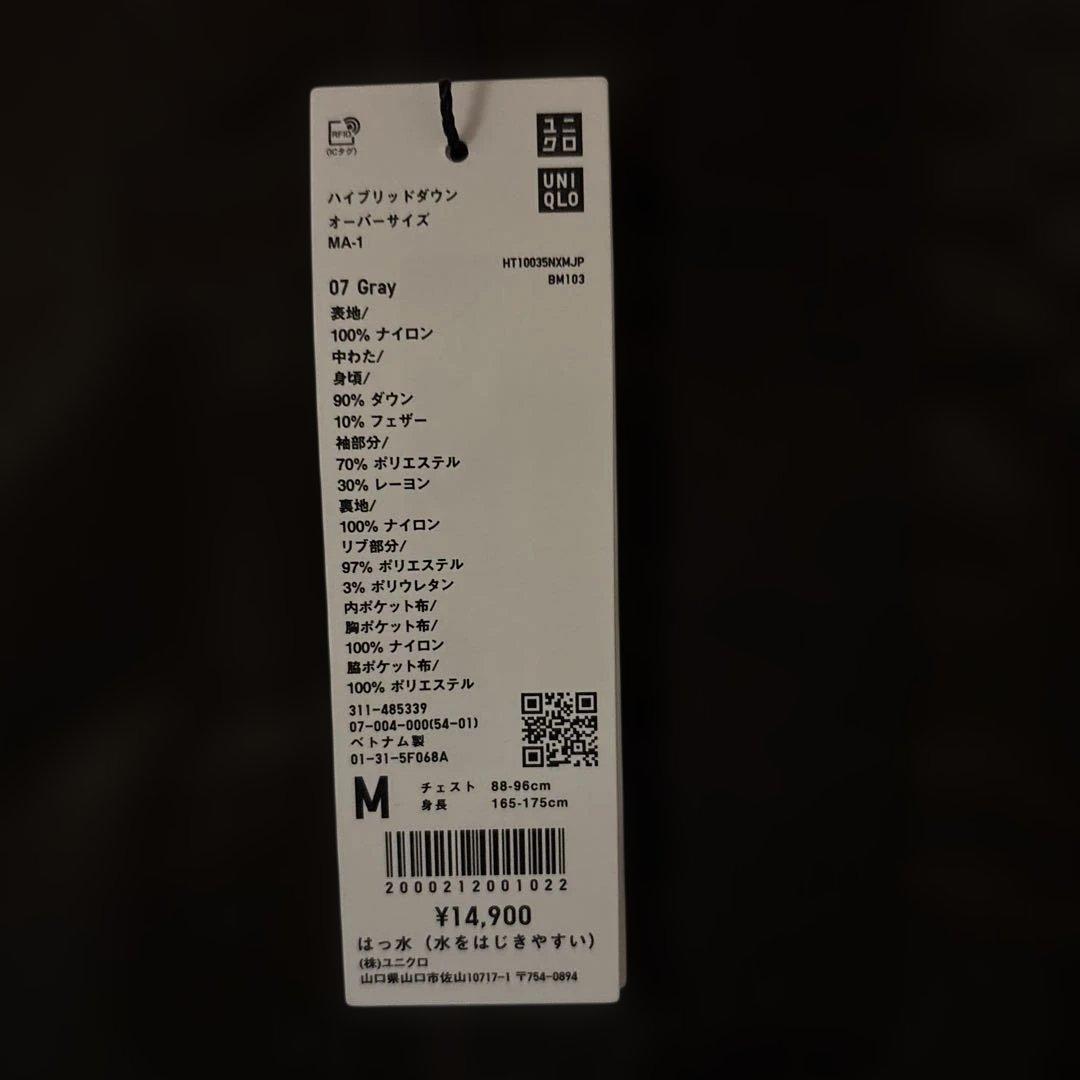 RFID
(ICタグ)
ユニ
クロ
UNI
QLO
ハイブリッドダウン
オーバーサイズ
MA-1
HT10035NXMJP
BM103
07 Gray
表地/
100% ナイロン
中わた/
身頃/
90% ダウン
10% フェザー
袖部分/
70% ポリエステル
30% レーヨン
裏地/
100% ナイロン
リブ部分/
97% ポリエステル
3% ポリウレタン
内ポケット布/
胸ポケット布/
100% ナイロン
脇ポケット布/
100% ポリエステル
311-485339
07-004-000(54-01)
ベトナム製
01-31-5F068A
M チェスト 88-96cm
身長 165-175cm
2000212001022
¥14,900
はっ水（水をはじきやすい）
(株)ユニクロ
山口県山口市佐山10717-1 〒754-0894